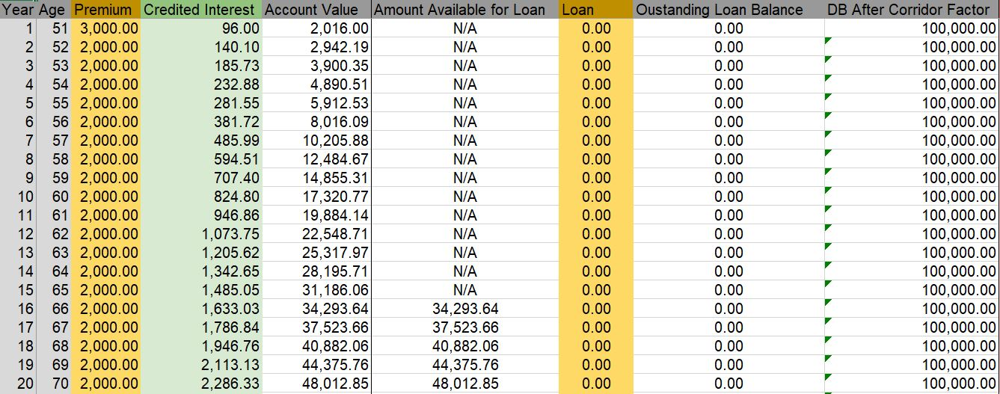 Year Age Premium Credited Interest Account Value Amount Available for Loan Loan Oustanding Loan Balance DB After Corridor Factor
1 51 3,000.00 96.00 2,016.00 N/A 0.00 0.00 100,000.00
2 52 2,000.00 140.10 2,942.19 N/A 0.00 0.00 100,000.00
3 53 2,000.00 185.73 3,900.35 N/A 0.00 0.00 100,000.00
4 54 2,000.00 232.88 4,890.51 N/A 0.00 0.00 100,000.00
5 55 2,000.00 281.55 5,912.53 N/A 0.00 0.00 100,000.00
6 56 2,000.00 381.72 8,016.09 N/A 0.00 0.00 100,000.00
7 57 2,000.00 485.99 10,205.88 N/A 0.00 0.00 100,000.00
8 58 2,000.00 594.51 12,484.67 N/A 0.00 0.00 100,000.00
9 59 2,000.00 707.40 14,855.31 N/A 0.00 0.00 100,000.00
10 60 2,000.00 824.80 17,320.77 N/A 0.00 0.00 100,000.00
11 61 2,000.00 946.86 19,884.14 N/A 0.00 0.00 100,000.00
12 62 2,000.00 1,073.75 22,548.71 N/A 0.00 0.00 100,000.00
13 63 2,000.00 1,205.62 25,317.97 N/A 0.00 0.00 100,000.00
14 64 2,000.00 1,342.65 28,195.71 N/A 0.00 0.00 100,000.00
15 65 2,000.00 1,485.05 31,186.06 N/A 0.00 0.00 100,000.00
16 66 2,000.00 1,633.03 34,293.64 34,293.64 0.00 0.00 100,000.00
17 67 2,000.00 1,786.84 37,523.66 37,523.66 0.00 0.00 100,000.00
18 68 2,000.00 1,946.76 40,882.06 40,882.06 0.00 0.00 100,000.00
19 69 2,000.00 2,113.13 44,375.76 44,375.76 0.00 0.00 100,000.00
20 70 2,000.00 2,286.33 48,012.85 48,012.85 0.00 0.00 100,000.00